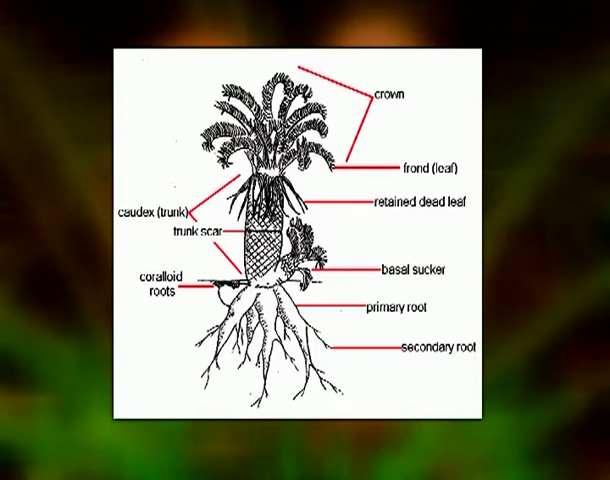 crown
frond (leaf)
retained dead leaf
caudex (trunk)
trunk scar
basal sucker
coralloid
roots
primary root
secondary root